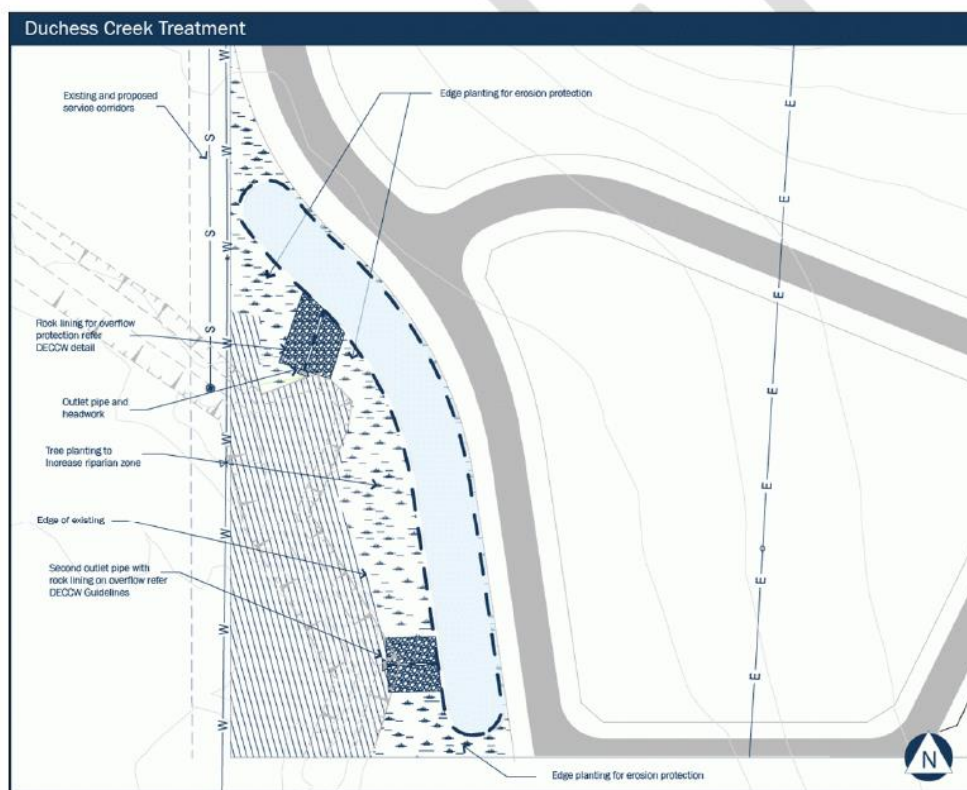 Duchess Creek Treatment
Existing and proposed
service corridors
Edge planting for erosion protection
Rock lining for overflow
protection refer
DECCW detail
Outlet pipe and
headwork
Tree planting to
Increase riparian zone
Edge of existing
Second outlet pipe with
rock lining on overflow refer
DECCW Guidelines
Edge planting for erosion protection
S
S
S
W
W
W
W
W
W
W
W
W
E
E
E
E
E
E
E
N